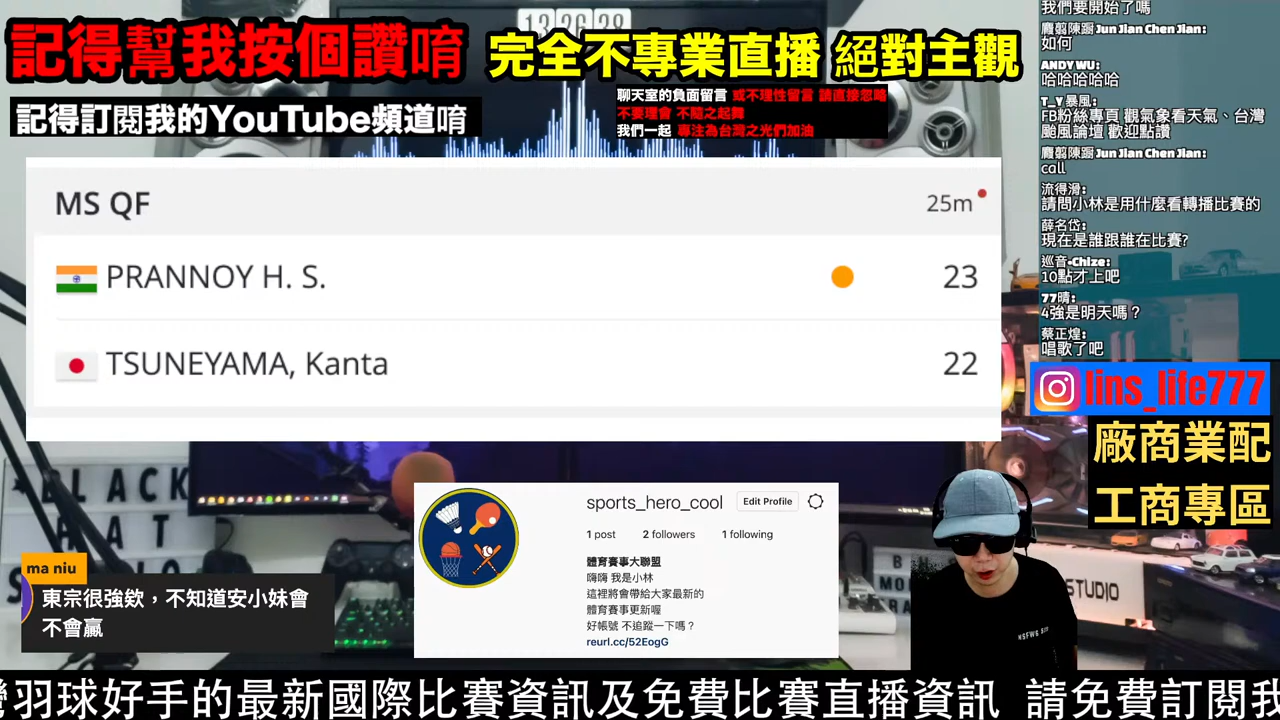 記得幫我按個讚唷
完全不專業直播 絕對主觀
記得訂閱我的YouTube頻道唷
聊天室的負面留言 或不理性留言 請直接忽略
不要理會 不隨之起舞
我們一起 專注為台灣之光們加油
MS QF
25m
PRANNOY H. S.
23
TSUNEYAMA, Kanta
22
我們要開始了嗎
Jun Jian Chen Jian:
如何
ANDY WU:
哈哈哈哈哈
T_Y 暴風:
FB粉絲專頁 觀氣象看天氣、台灣
颱風論壇 歡迎點讚
Jun Jian Chen Jian:
call
流得滑:
請問小林是用什麼看轉播比賽的
薛名岱:
現在是誰跟誰在比賽?
巡音-Chize:
10點才上吧
77晴:
4強是明天嗎？
蔡正煌:
唱歌了吧
lins_life777
廠商業配
工商專區
BLACK
HAT
STUDIO
sports_hero_cool
Edit Profile
1 post 2 followers 1 following
體育賽事大聯盟
嗨嗨 我是小林
這裡將會帶給大家最新的
體育賽事更新喔
好帳號 不追蹤一下嗎？
reurl.cc/52EogG
ma niu
東宗很強欸，不知道安小妹會
不會贏
羽球好手的最新國際比賽資訊及免費比賽直播資訊 請免費訂閱我